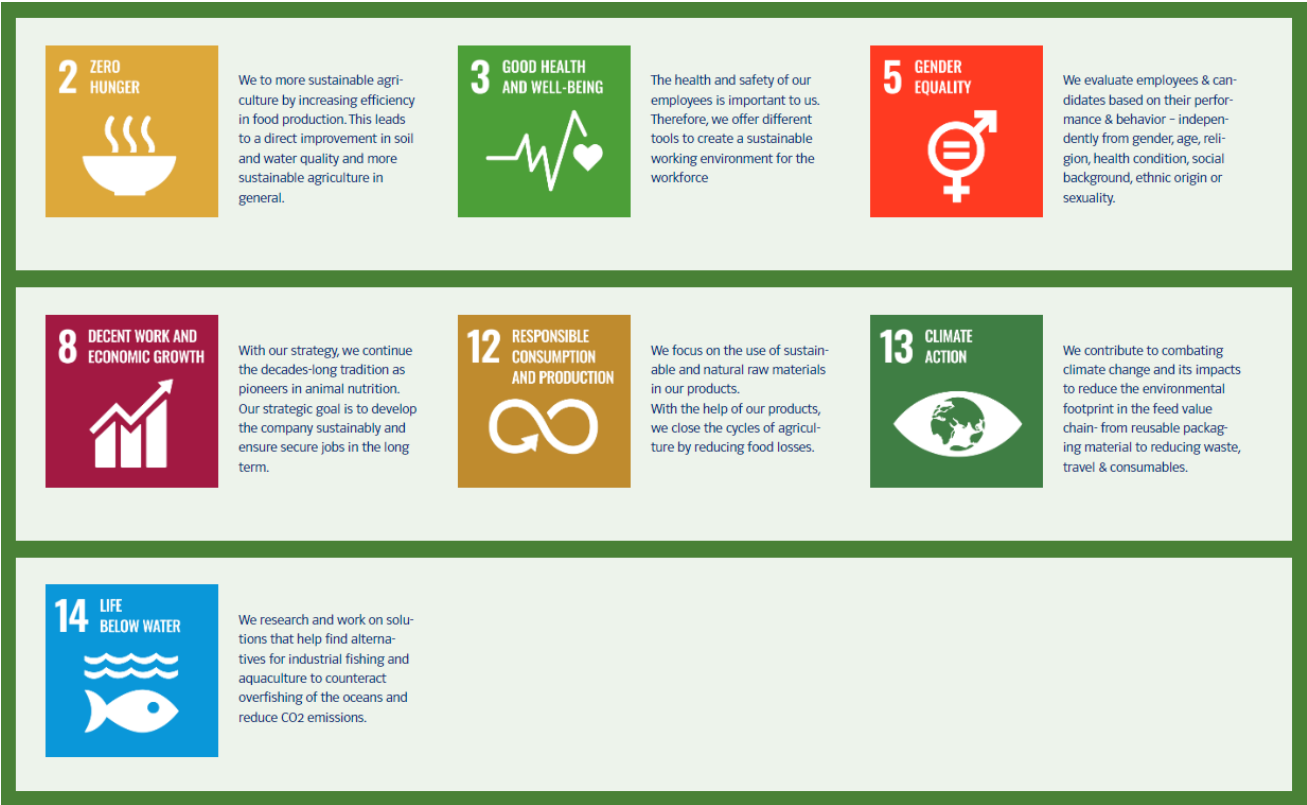 2 ZERO
HUNGER
We to more sustainable agri-
culture by increasing efficiency
in food production. This leads
to a direct improvement in soil
and water quality and more
sustainable agriculture in
general.
3 GOOD HEALTH
AND WELL-BEING
The health and safety of our
employees is important to us.
Therefore, we offer different
tools to create a sustainable
working environment for the
workforce
5 GENDER
EQUALITY
We evaluate employees & can-
didates based on their perfor-
mance & behavior – indepen-
dently from gender, age, reli-
gion, health condition, social
background, ethnic origin or
sexuality.
8 DECENT WORK AND
ECONOMIC GROWTH
With our strategy, we continue
the decades-long tradition as
pioneers in animal nutrition.
Our strategic goal is to develop
the company sustainably and
ensure secure jobs in the long
term.
12 RESPONSIBLE
CONSUMPTION
AND PRODUCTION
We focus on the use of sustain-
able and natural raw materials
in our products.
With the help of our products,
we close the cycles of agricul-
ture by reducing food losses.
13 CLIMATE
ACTION
We contribute to combating
climate change and its impacts
to reduce the environmental
footprint in the feed value
chain- from reusable packag-
ing material to reducing waste,
travel & consumables.
14 LIFE
BELOW WATER
We research and work on solu-
tions that help find alterna-
tives for industrial fishing and
aquaculture to counteract
overfishing of the oceans and
reduce CO2 emissions.